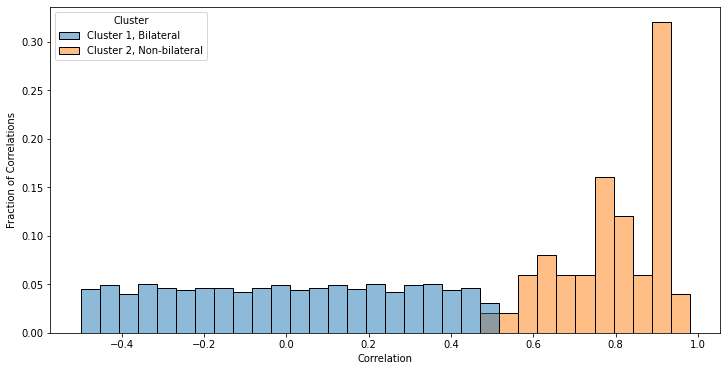 Cluster
Cluster 1, Bilateral
Cluster 2, Non-bilateral
Fraction of Correlations
0.30
0.25
0.20
0.15
0.10
0.05
0.00
−0.4 −0.2 0.0 0.2 0.4 0.6 0.8 1.0
Correlation